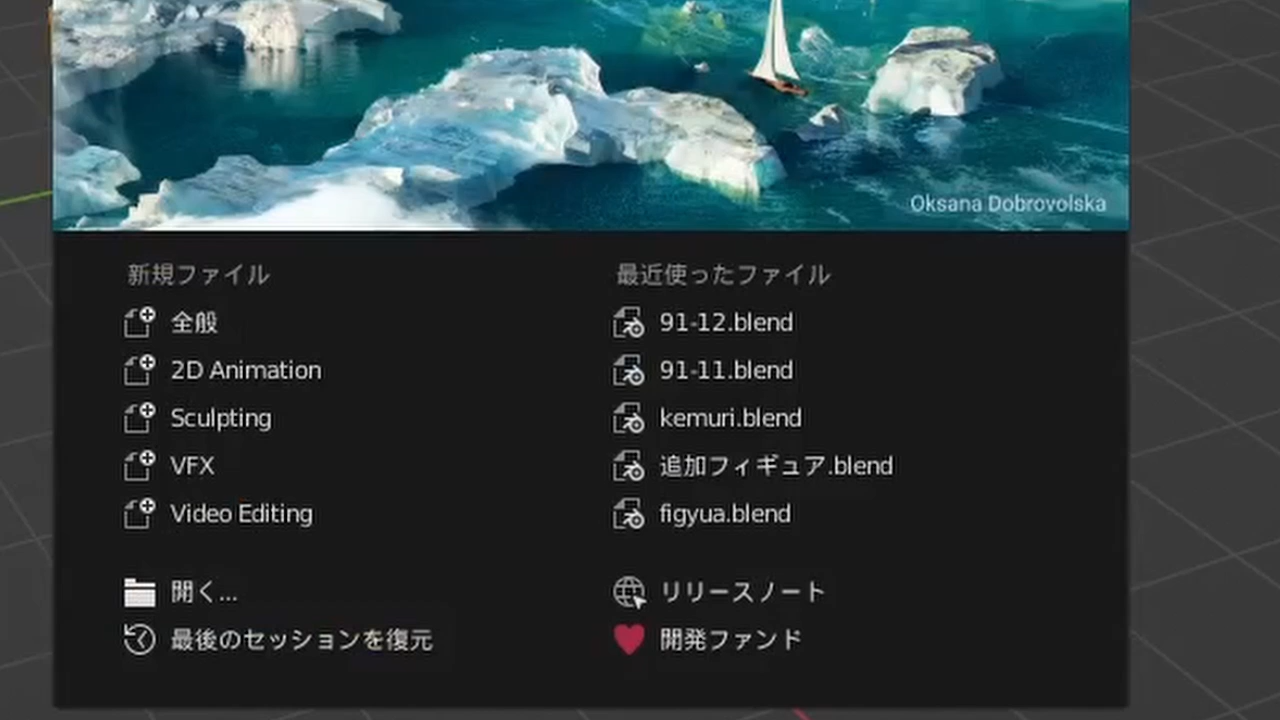 Oksana Dobrovolska
新規ファイル
全般
2D Animation
Sculpting
VFX
Video Editing
開く...
最後のセッションを復元
最近使ったファイル
91-12.blend
91-11.blend
kemuri.blend
追加フィギュア.blend
figyua.blend
リリースノート
開発ファンド